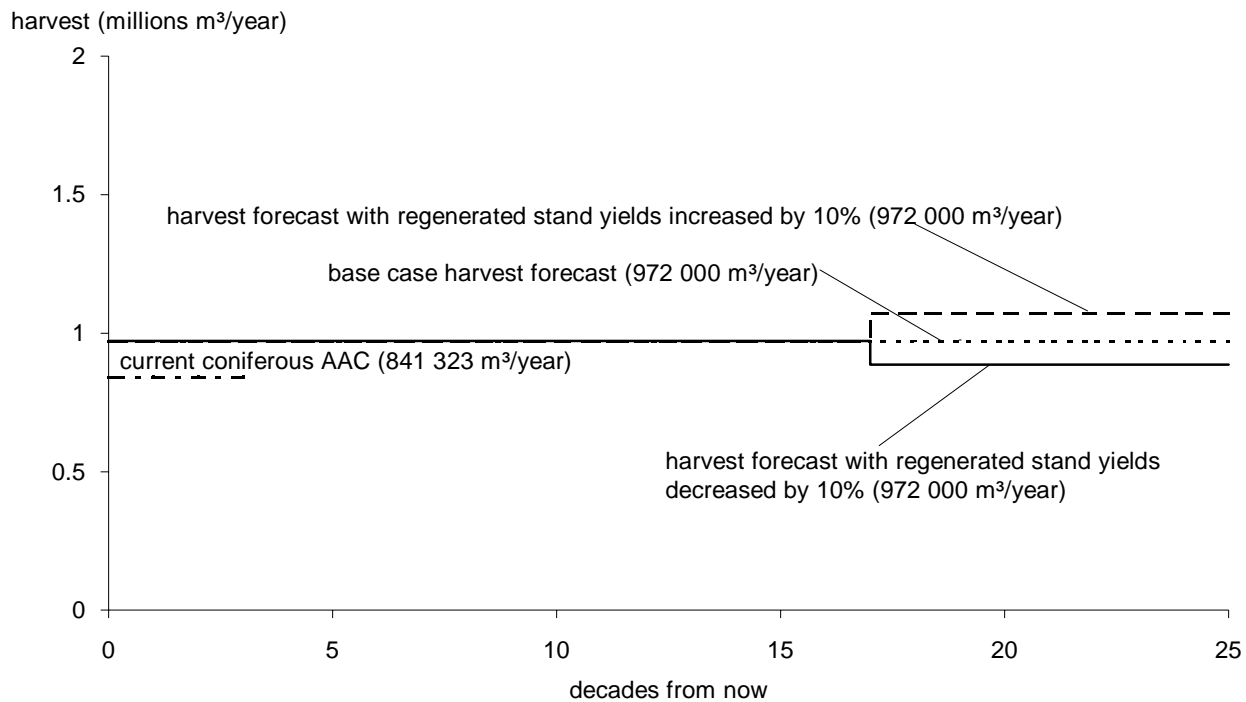 harvest (millions m³/year)
2
1.5
harvest forecast with regenerated stand yields increased by 10% (972 000 m³/year)
base case harvest forecast (972 000 m³/year)
1
current coniferous AAC (841 323 m³/year)
0.5
harvest forecast with regenerated stand yields
decreased by 10% (972 000 m³/year)
0
0 5 10 15 20 25
decades from now